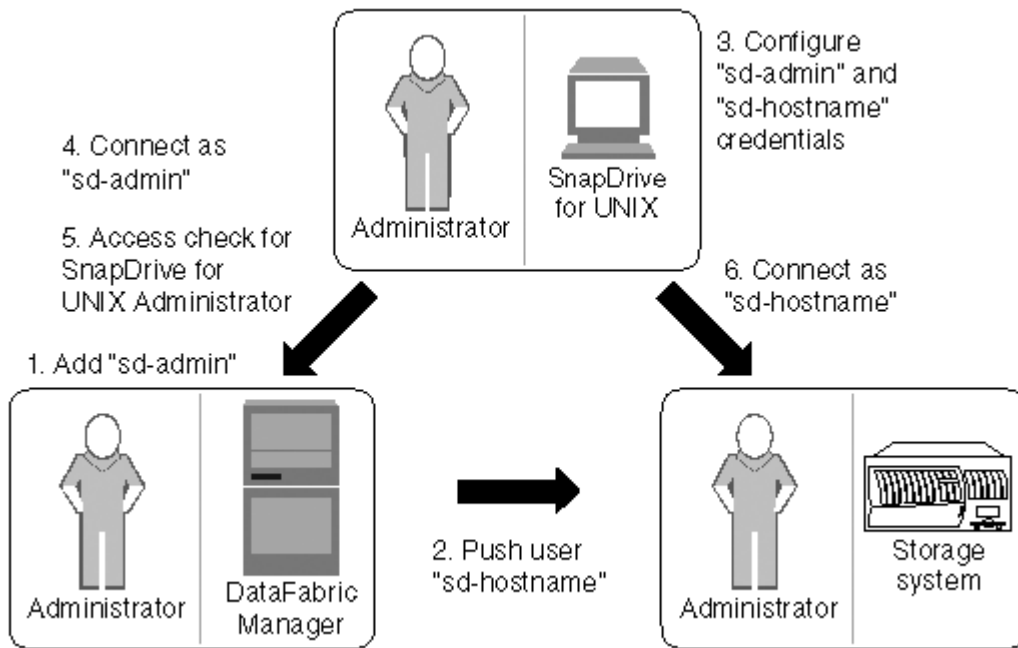 3. Configure
"sd-admin" and
"sd-hostname"
credentials
Administrator
SnapDrive
for UNIX
4. Connect as
"sd-admin"
5. Access check for
SnapDrive for
UNIX Administrator
6. Connect as
"sd-hostname"
1. Add "sd-admin"
Administrator
DataFabric
Manager
2. Push user
"sd-hostname"
Administrator
Storage
system